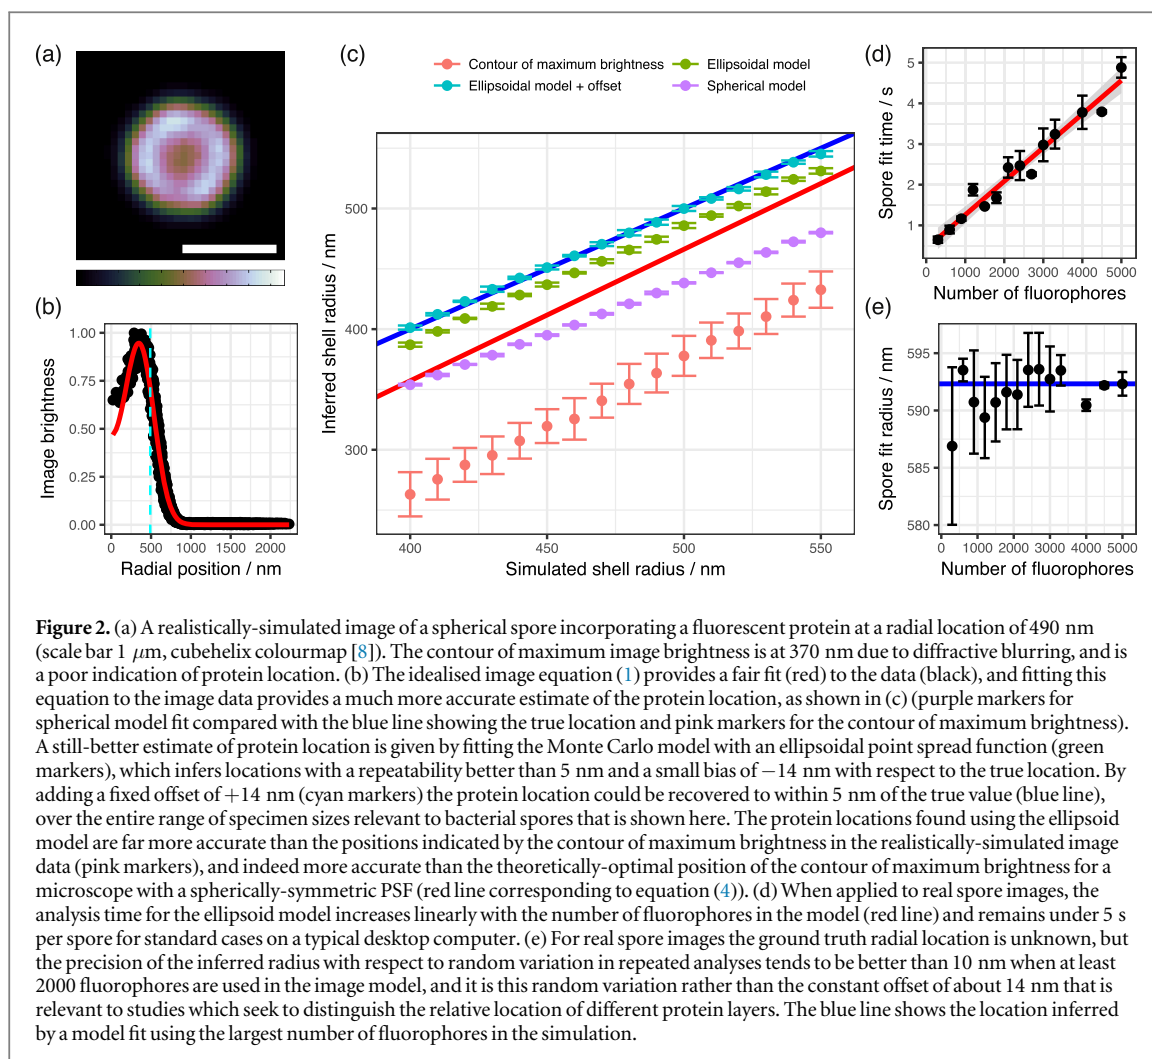 (a)
(b)
1.00
0.75
0.50
0.25
0.00
Image brightness
0 500 1000 1500 2000
Radial position / nm
(c)
Contour of maximum brightness
Ellipsoidal model
Ellipsoidal model + offset
Spherical model
500
400
300
Inferred shell radius / nm
400 450 500 550
Simulated shell radius / nm
(d)
5
4
3
2
1
Spore fit time / s
0 1000 2000 3000 4000 5000
Number of fluorophores
(e)
595
590
585
580
Spore fit radius / nm
0 1000 2000 3000 4000 5000
Number of fluorophores
Figure 2. (a) A realistically-simulated image of a spherical spore incorporating a fluorescent protein at a radial location of 490 nm
(scale bar 1 μm, cubehelix colourmap [8]). The contour of maximum image brightness is at 370 nm due to diffractive blurring, and is
a poor indication of protein location. (b) The idealised image equation (1) provides a fair fit (red) to the data (black), and fitting this
equation to the image data provides a much more accurate estimate of the protein location, as shown in (c) (purple markers for
spherical model fit compared with the blue line showing the true location and pink markers for the contour of maximum brightness).
A still-better estimate of protein location is given by fitting the Monte Carlo model with an ellipsoidal point spread function (green
markers), which infers locations with a repeatability better than 5 nm and a small bias of −14 nm with respect to the true location. By
adding a fixed offset of +14 nm (cyan markers) the protein location could be recovered to within 5 nm of the true value (blue line),
over the entire range of specimen sizes relevant to bacterial spores that is shown here. The protein locations found using the ellipsoid
model are far more accurate than the positions indicated by the contour of maximum brightness in the realistically-simulated image
data (pink markers), and indeed more accurate than the theoretically-optimal position of the contour of maximum brightness for a
microscope with a spherically-symmetric PSF (red line corresponding to equation (4)). (d) When applied to real spore images, the
analysis time for the ellipsoid model increases linearly with the number of fluorophores in the model (red line) and remains under 5 s
per spore for standard cases on a typical desktop computer. (e) For real spore images the ground truth radial location is unknown, but
the precision of the inferred radius with respect to random variation in repeated analyses tends to be better than 10 nm when at least
2000 fluorophores are used in the image model, and it is this random variation rather than the constant offset of about 14 nm that is
relevant to studies which seek to distinguish the relative location of different protein layers. The blue line shows the location inferred
by a model fit using the largest number of fluorophores in the simulation.